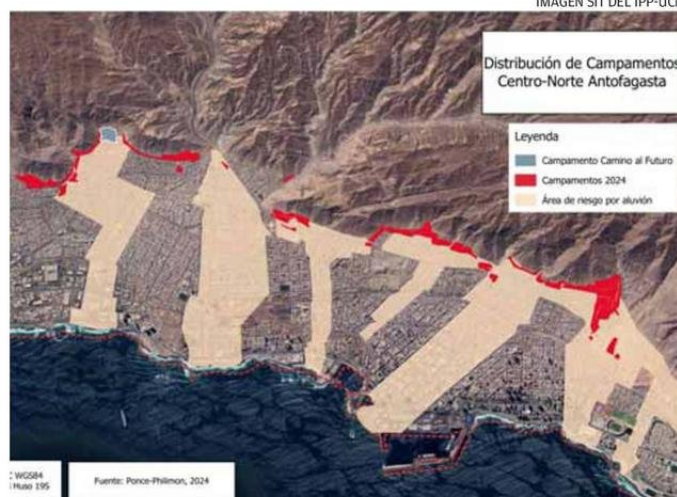 IMAGEN SIT DEL IPP-UCN
Distribución de Campamentos
Centro-Norte Antofagasta
Leyenda
Campamento Camino al Futuro
Campamentos 2024
Área de riesgo por aluvión
WGS84
Huso 19S
Fuente: Ponce-Philimon, 2024